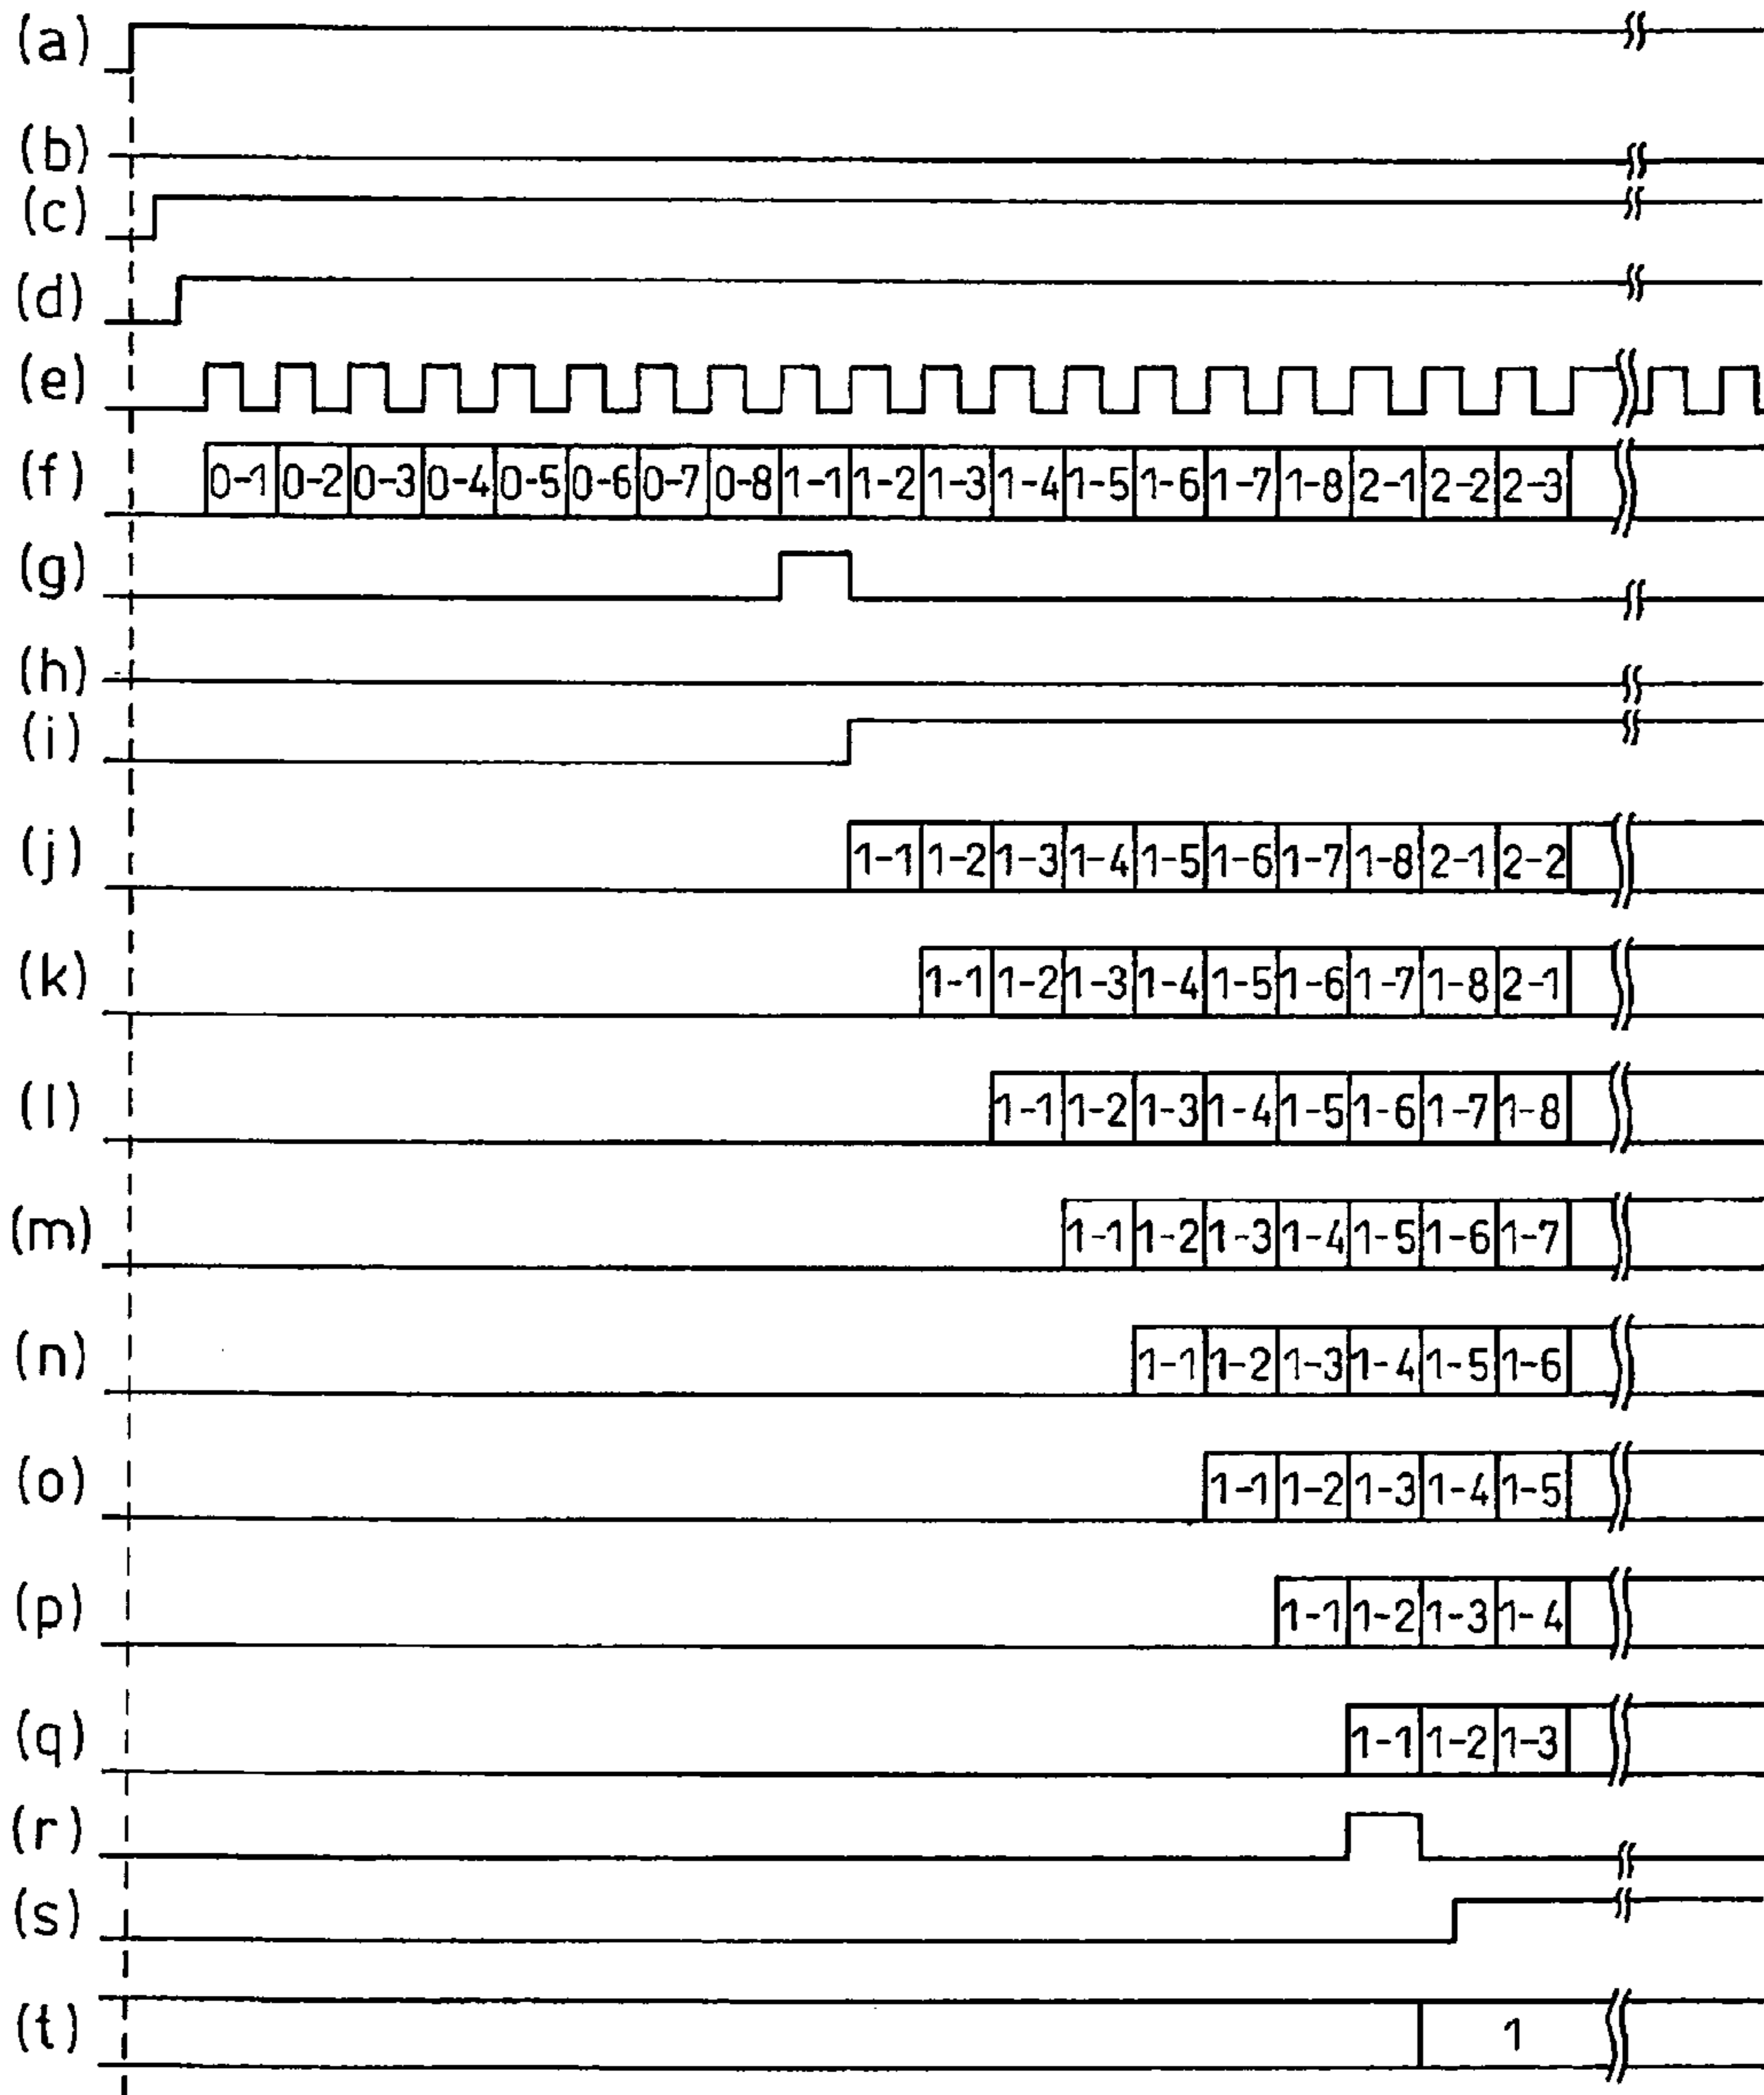 (a)
(b)
(c)
(d)
(e)
(f) 0-1 0-2 0-3 0-4 0-5 0-6 0-7 0-8 1-1 1-2 1-3 1-4 1-5 1-6 1-7 1-8 2-1 2-2 2-3
(g)
(h)
(i)
(j) 1-1 1-2 1-3 1-4 1-5 1-6 1-7 1-8 2-1 2-2
(k) 1-1 1-2 1-3 1-4 1-5 1-6 1-7 1-8 2-1
(l) 1-1 1-2 1-3 1-4 1-5 1-6 1-7 1-8
(m) 1-1 1-2 1-3 1-4 1-5 1-6 1-7
(n) 1-1 1-2 1-3 1-4 1-5 1-6
(o) 1-1 1-2 1-3 1-4 1-5
(p) 1-1 1-2 1-3 1-4
(q) 1-1 1-2 1-3
(r)
(s)
(t) 1